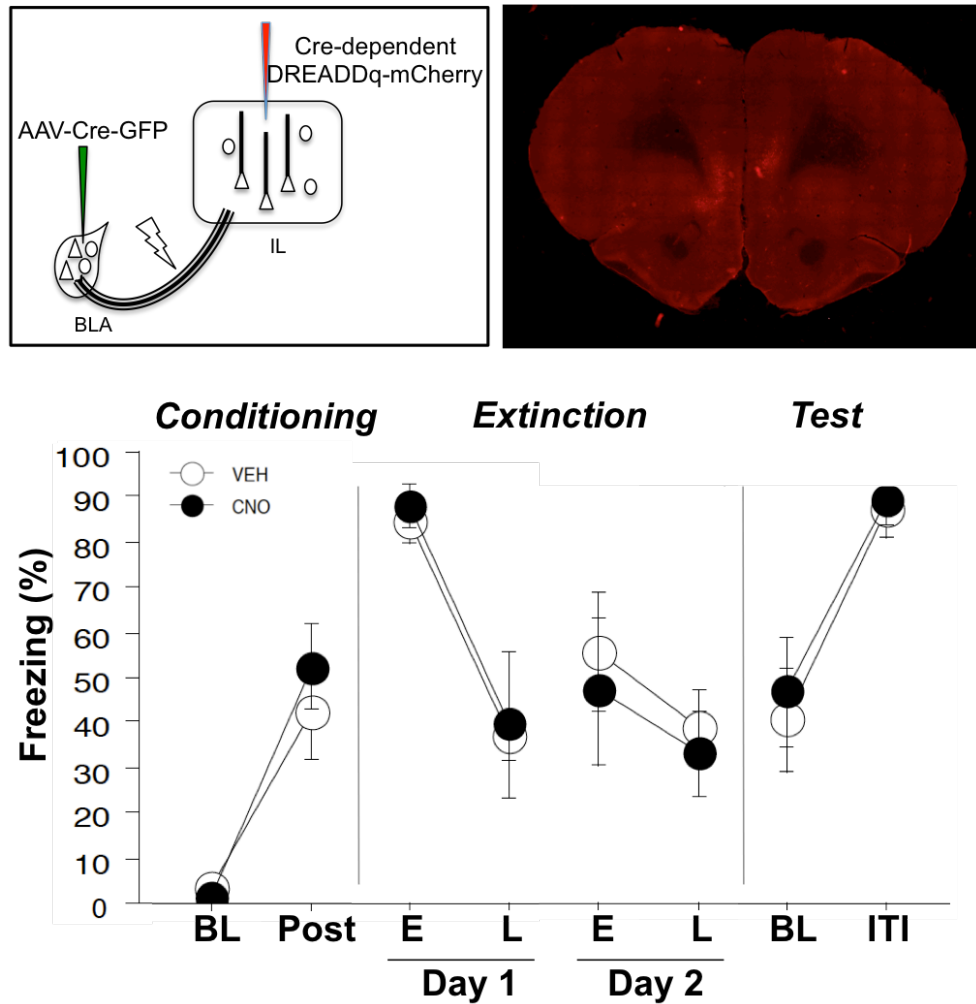 Cre-dependent
DREADDq-mCherry
AAV-Cre-GFP
IL
BLA
Conditioning Extinction Test
100
90
80
70
60
50
40
30
20
10
0
Freezing (%)
VEH
CNO
BL Post E L E L BL ITI
Day 1 Day 2